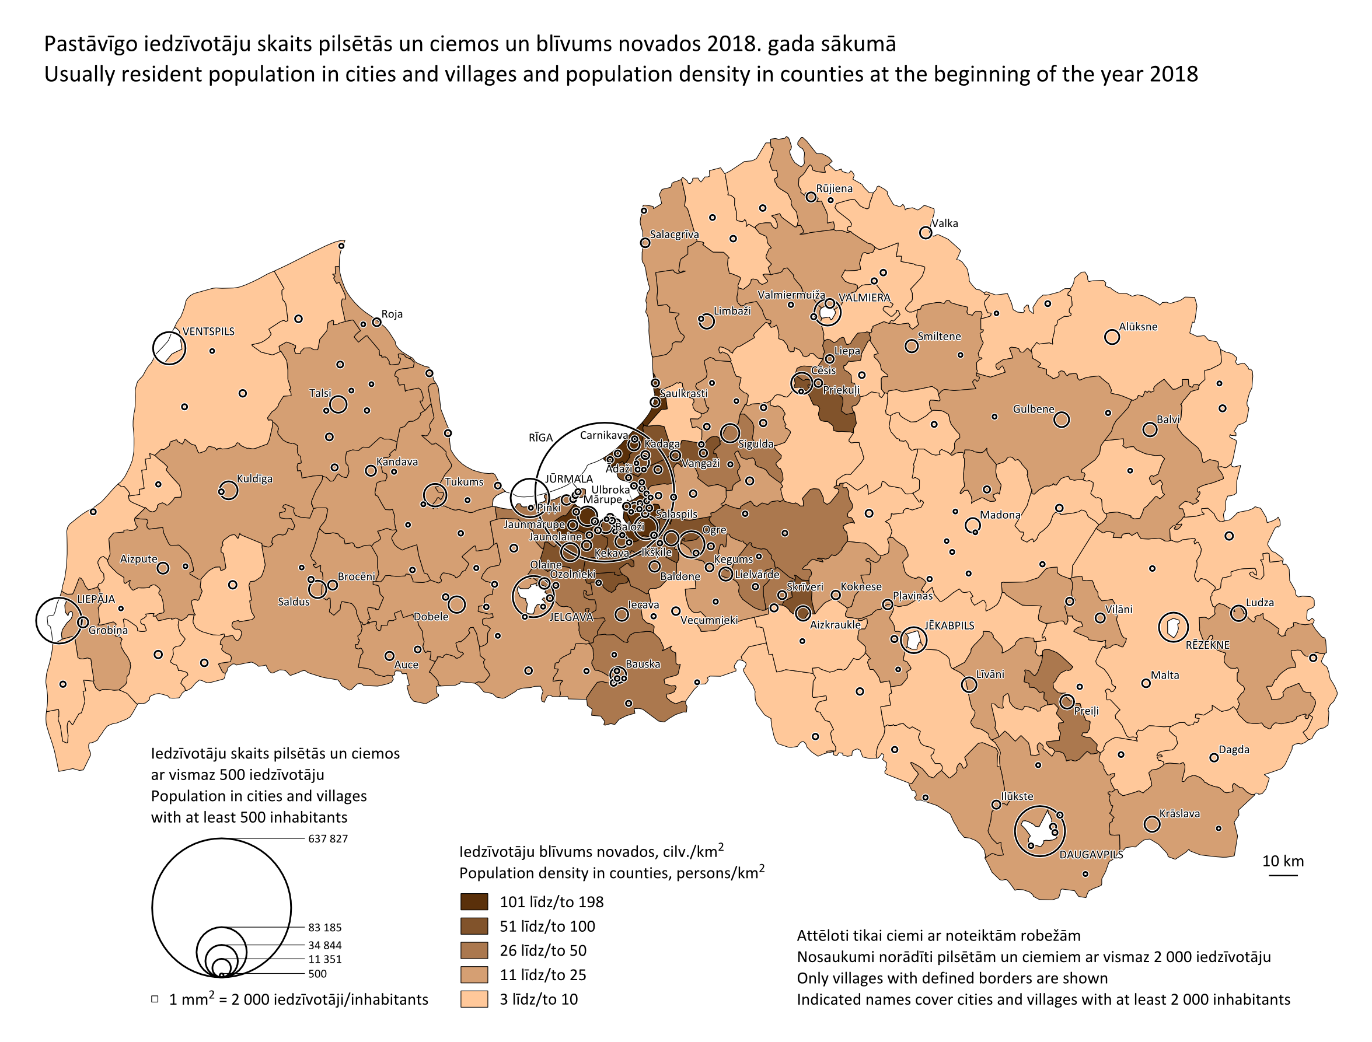 Pastāvīgo iedzīvotāju skaits pilsētās un ciemos un blīvums novados 2018. gada sākumā
Usually resident population in cities and villages and population density in counties at the beginning of the year 2018
Rūjiena
Valka
Salacgrīva
Valmiermuiža
VALMIERA
Roja
Limbaži
Alūksne
VENTSPILS
Smiltene
Liepa
Cēsis
Priekuļi
Talsi
Saulkrasti
Gulbene
Balvi
RĪGA
Carnikava
Kadaga
Sigulda
Kandava
Ādaži
Vangaži
Kuldīga
Tukums
JŪRMALA
Ulbroka
Mārupe
Piņķi
Salaspils
Madona
Jaunmārupe
Baloži
Ogre
Jaunolaine
Ķekava
Ikšķile
Aizpute
Olaine
Ķegums
Ozolnieki
Baldone
Lielvārde
Brocēni
Skrīveri
Koknese
Pļaviņas
LIEPĀJA
Saldus
Iecava
Vilāni
Ludza
Grobiņa
Dobele
JELGAVA
Vecumnieki
Aizkraukle
JĒKABPILS
RĒZEKNE
Auce
Bauska
Līvāni
Malta
Preiļi
Dagda
Ilūkste
Krāslava
DAUGAVPILS
Iedzīvotāju skaits pilsētās un ciemos
ar vismaz 500 iedzīvotāju
Population in cities and villages
with at least 500 inhabitants
637 827
83 185
34 844
11 351
500
1 mm² = 2 000 iedzīvotāji/inhabitants
Iedzīvotāju blīvums novados, cilv./km²
Population density in counties, persons/km²
101 līdz/to 198
51 līdz/to 100
26 līdz/to 50
11 līdz/to 25
3 līdz/to 10
10 km
Attēloti tikai ciemi ar noteiktām robežām
Nosaukumi norādīti pilsētām un ciemiem ar vismaz 2 000 iedzīvotāju
Only villages with defined borders are shown
Indicated names cover cities and villages with at least 2 000 inhabitants